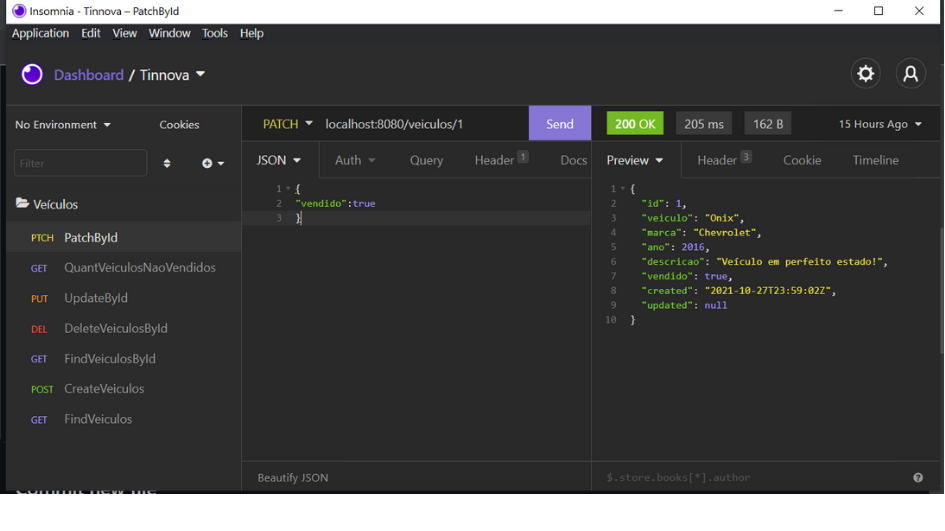 Insomnia - Tinnova – PatchById
Application Edit View Window Tools Help
Dashboard / Tinnova
No Environment Cookies
Filter
Veículos
PTCH PatchById
GET QuantVeiculosNaoVendidos
PUT UpdateById
DEL DeleteVeiculosById
GET FindVeiculosById
POST CreateVeiculos
GET FindVeiculos
PATCH localhost:8080/veiculos/1 Send
JSON Auth Query Header 1 Docs
1 {
2 "vendido":true
3 }
Beautify JSON
200 OK 205 ms 162 B 15 Hours Ago
Preview Header 3 Cookie Timeline
1 {
2 "id": 1,
3 "veiculo": "Onix",
4 "marca": "Chevrolet",
5 "ano": 2016,
6 "descricao": "Veículo em perfeito estado!",
7 "vendido": true,
8 "created": "2021-10-27T23:59:02Z",
9 "updated": null
10 }
$.store.books[*].author
Commit new file